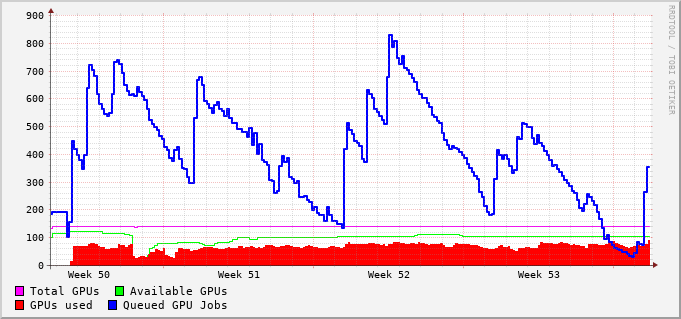 900
800
700
600
500
400
300
200
100
0
Week 50 Week 51 Week 52 Week 53
RRDTOOL / TOBI OETIKER
Total GPUs Available GPUs
GPUs used Queued GPU Jobs